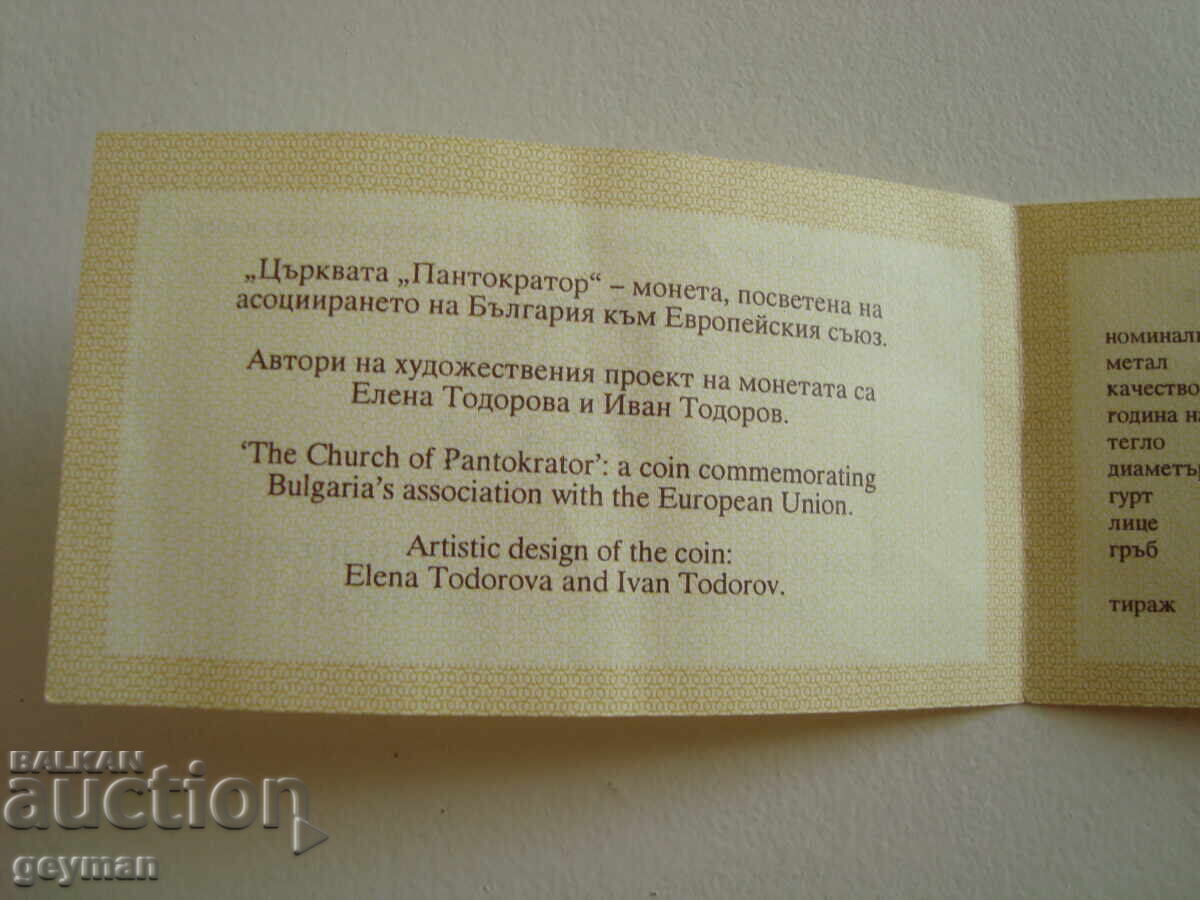 „Църквата „Пантократор“ – монета, посветена на
асоциирането на България към Европейския съюз.
Автори на художествения проект на монетата са
Елена Тодорова и Иван Тодоров.
‘The Church of Pantokrator’: a coin commemorating
Bulgaria’s association with the European Union.
Artistic design of the coin:
Elena Todorova and Ivan Todorov.
метал
качество
година
тегло
гурт
лице
гръб
тираж
BALKAN
auction
geyman